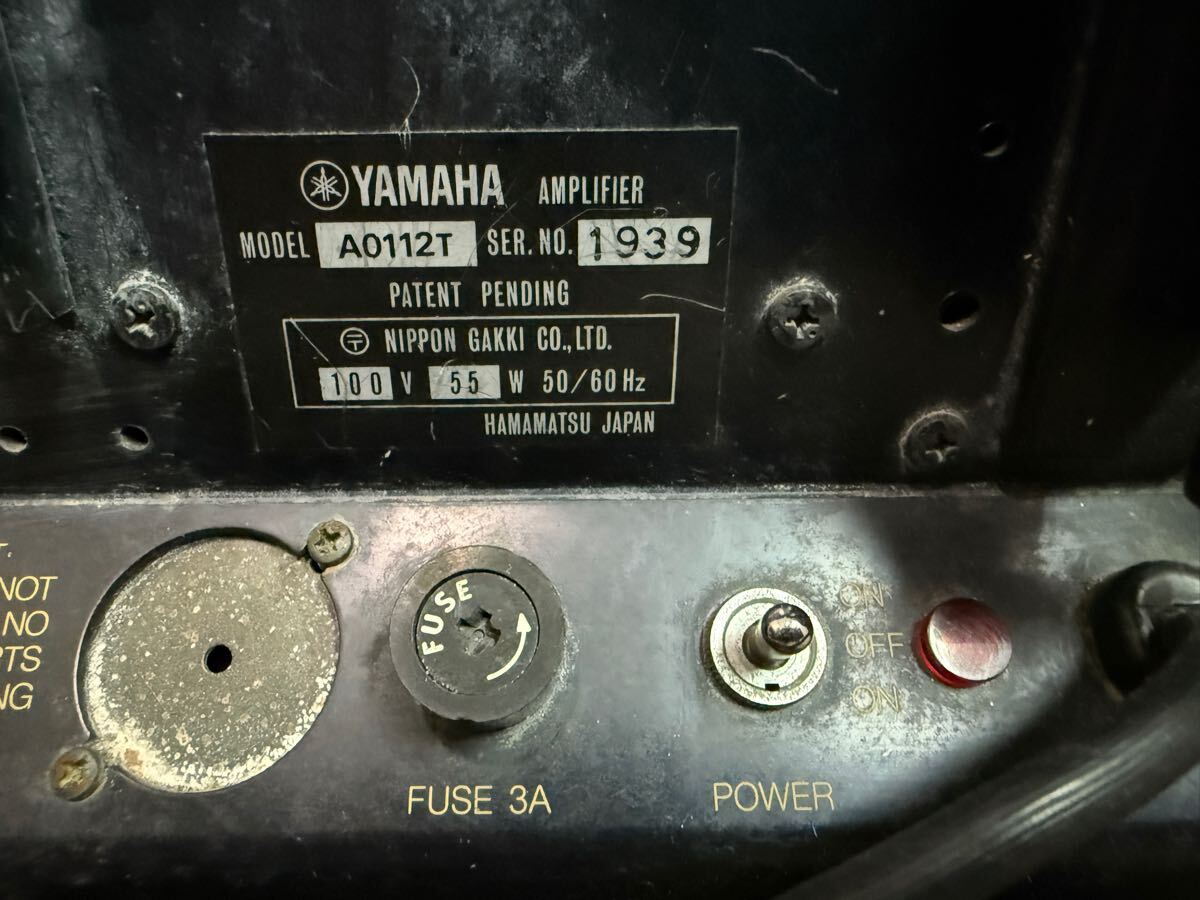 YAMAHA AMPLIFIER
MODEL A0112T SER. NO. 1939
PATENT PENDING
〶 NIPPON GAKKI CO.,LTD.
100 V 55 W 50/60 Hz
HAMAMATSU JAPAN
T.
NOT
NO
NG
FUSE
ON
OFF
ON
FUSE 3A
POWER